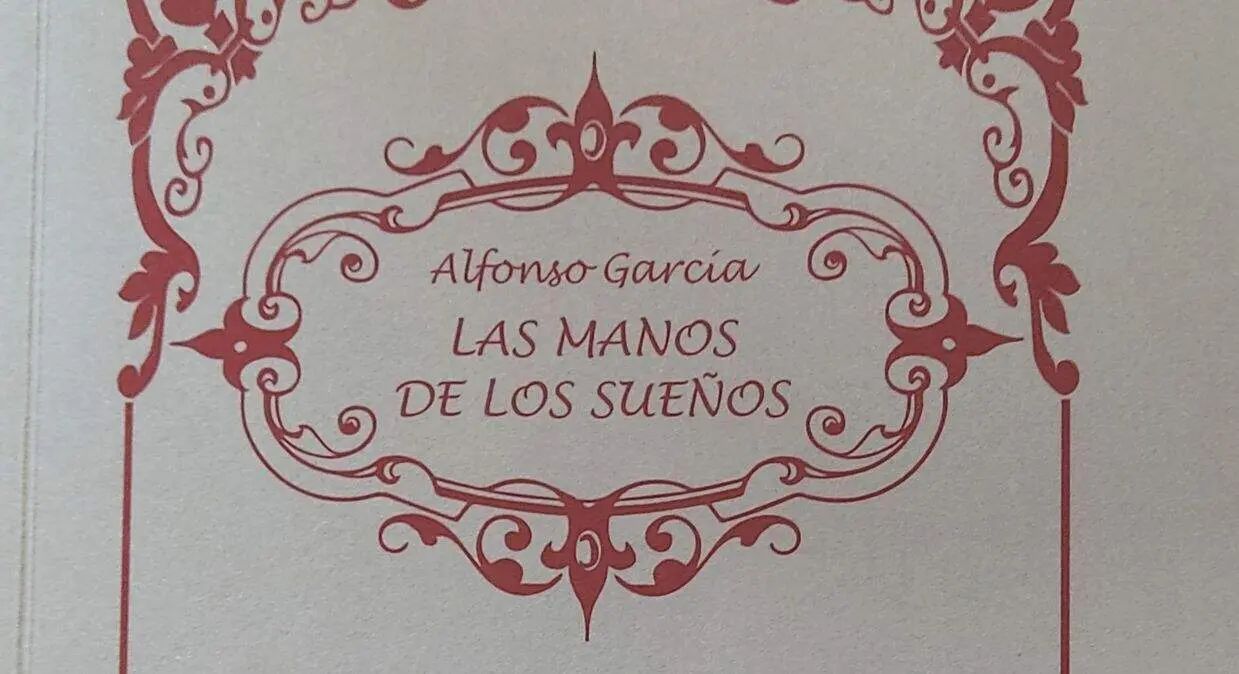 Alfonso García
LAS MANOS
DE LOS SUEÑOS